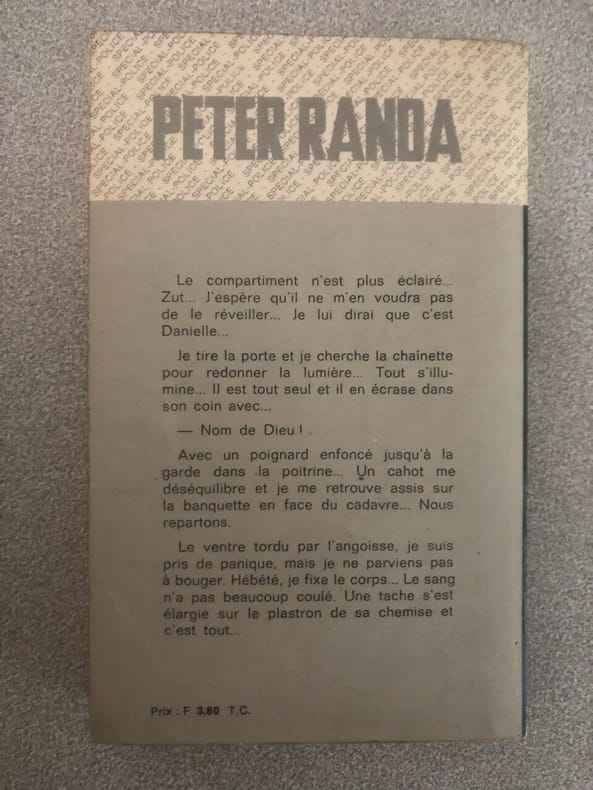 PETER RANDA
Le compartiment n'est plus éclairé...
Zut... J'espère qu'il ne m'en voudra pas
de le réveiller... Je lui dirai que c'est
Danielle...
Je tire la porte et je cherche la chaînette
pour redonner la lumière... Tout s'illu-
mine... Il est tout seul et il en écrase dans
son coin avec...
— Nom de Dieu !
Avec un poignard enfoncé jusqu'à la
garde dans la poitrine... Un cahot me
déséquilibre et je me retrouve assis sur
la banquette en face du cadavre... Nous
repartons.
Le ventre tordu par l'angoisse, je suis
pris de panique, mais je ne parviens pas
à bouger. Hébété, je fixe le corps... Le sang
n'a pas beaucoup coulé. Une tache s'est
élargie sur le plastron de sa chemise et
c'est tout...
Prix : F 3,80 T.C.